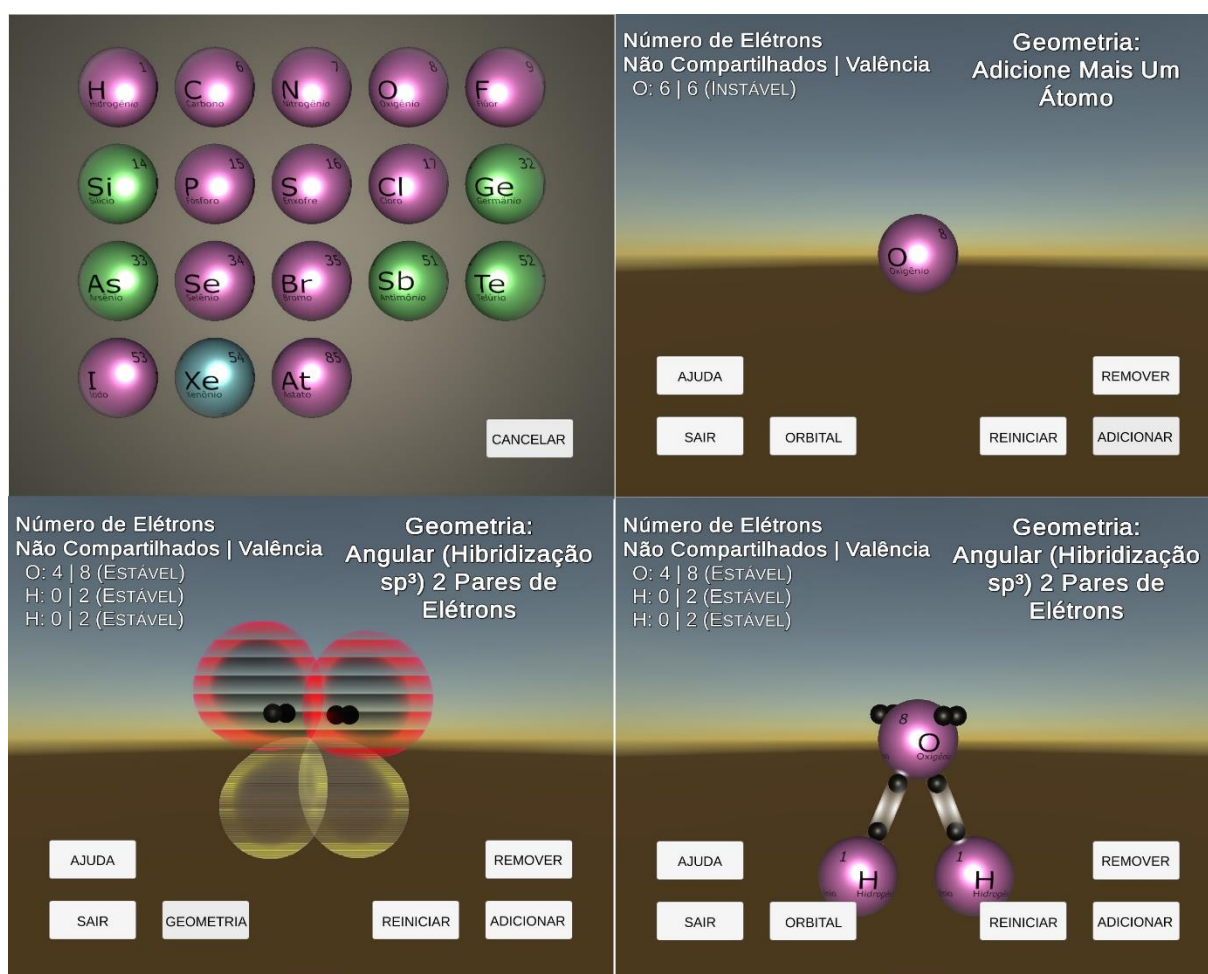 1 6 7 8 9
H C N O F
Hidrogênio Carbono Nitrogênio Oxigênio Flúor
14 15 16 17 32
Si P S Cl Ge
Silício Fósforo Enxofre Cloro Germânio
33 34 35 51 52
As Se Br Sb Te
Arsênio Selênio Bromo Antimônio Telúrio
53 54 85
I Xe At
Iodo Xenônio Astato
CANCELAR
Número de Elétrons
Não Compartilhados | Valência
O: 6 | 6 (INSTÁVEL)
Geometria:
Adicione Mais Um
Átomo
8
O
Oxigênio
AJUDA
REMOVER
SAIR ORBITAL REINICIAR ADICIONAR
Número de Elétrons
Não Compartilhados | Valência
O: 4 | 8 (ESTÁVEL)
H: 0 | 2 (ESTÁVEL)
H: 0 | 2 (ESTÁVEL)
Geometria:
Angular (Hibridização
sp³) 2 Pares de
Elétrons
AJUDA
REMOVER
SAIR GEOMETRIA REINICIAR ADICIONAR
Número de Elétrons
Não Compartilhados | Valência
O: 4 | 8 (ESTÁVEL)
H: 0 | 2 (ESTÁVEL)
H: 0 | 2 (ESTÁVEL)
Geometria:
Angular (Hibridização
sp³) 2 Pares de
Elétrons
8
O
1 1
H H
AJUDA
REMOVER
SAIR ORBITAL REINICIAR ADICIONAR